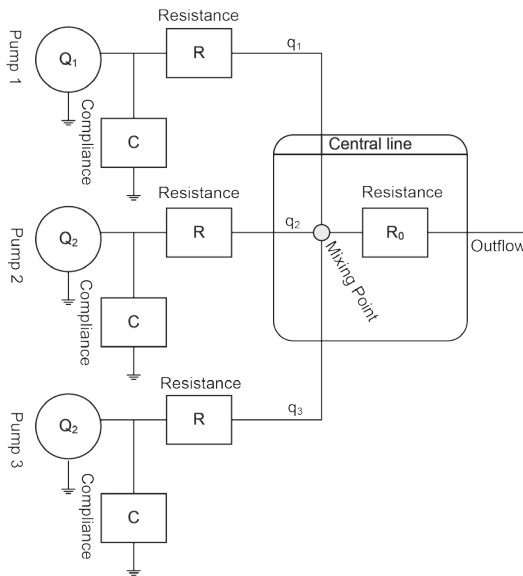 Resistance
Pump 1
Q1
R
q1
Compliance
C
Central line
Resistance
Resistance
Pump 2
Q2
R
q2
R0
Mixing Point
Outflow
Compliance
C
Resistance
Pump 3
Q2
R
q3
Compliance
C